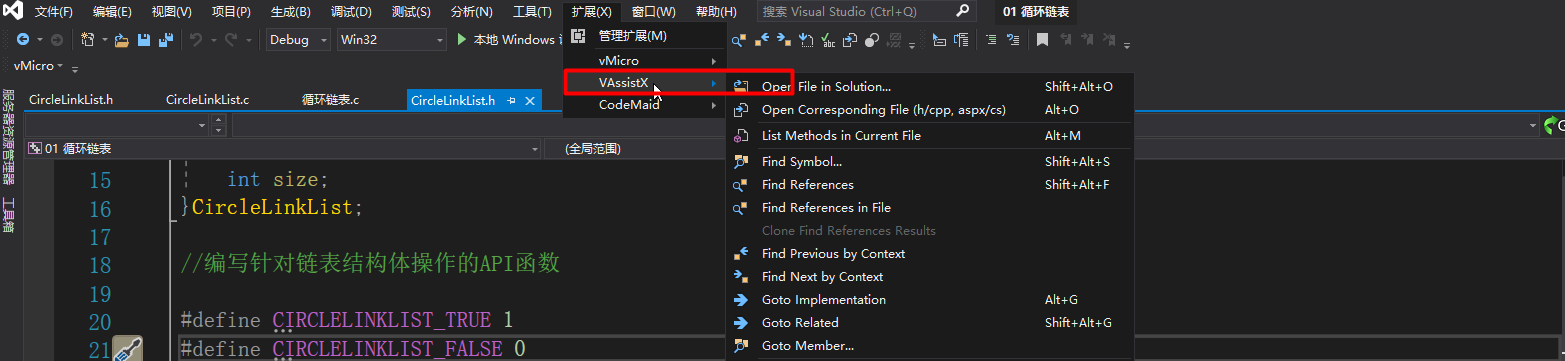 文件(F) 编辑(E) 视图(V) 项目(P) 生成(B) 调试(D) 测试(S) 分析(N) 工具(T) 扩展(X) 窗口(W) 帮助(H) 搜索 Visual Studio (Ctrl+Q) 01 循环链表
Debug Win32 本地 Windows
管理扩展(M)
vMicro
vMicro
VAssistX
CodeMaid
Open File in Solution... Shift+Alt+O
Open Corresponding File (h/cpp, aspx/cs) Alt+O
List Methods in Current File Alt+M
Find Symbol... Shift+Alt+S
Find References Shift+Alt+F
Find References in File
Clone Find References Results
Find Previous by Context
Find Next by Context
Goto Implementation Alt+G
Goto Related Shift+Alt+G
Goto Member...
服务器资源管理器
工具箱
CircleLinkList.h CircleLinkList.c 循环链表.c CircleLinkList.h
G
01 循环链表 (全局范围)
15 int size;
16 }CircleLinkList;
17
18 //编写针对链表结构体操作的API函数
19
20 #define CIRCLELINKLIST_TRUE 1
21 #define CIRCLELINKLIST_FALSE 0